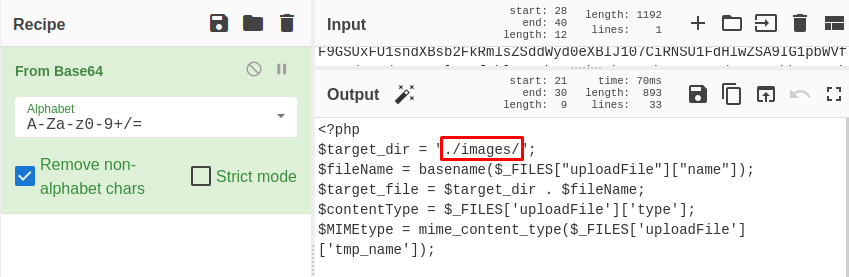 Recipe
From Base64
Alphabet
A-Za-z0-9+/=
Remove non-alphabet chars
Strict mode
Input
start: 28
end: 40
length: 12
length: 1192
lines: 1
F9GSUxFU1sndXBsb2FkRmlsZSddWyd0eXBlJ107CiRNSU1FdHlwZSA9IG1pbWVf
Output
start: 21
end: 30
length: 9
time: 70ms
length: 893
lines: 33
<?php
$target_dir = './images/';
$fileName = basename($_FILES["uploadFile"]["name"]);
$target_file = $target_dir . $fileName;
$contentType = $_FILES['uploadFile']['type'];
$MIMEtype = mime_content_type($_FILES['uploadFile']
['tmp_name']);